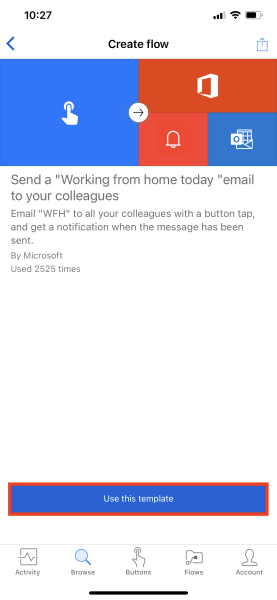 10:27
Create flow
Send a "Working from home today "email
to your colleagues
Email "WFH" to all your colleagues with a button tap,
and get a notification when the message has been
sent.
By Microsoft
Used 2525 times
Use this template
Activity Browse Buttons Flows Account